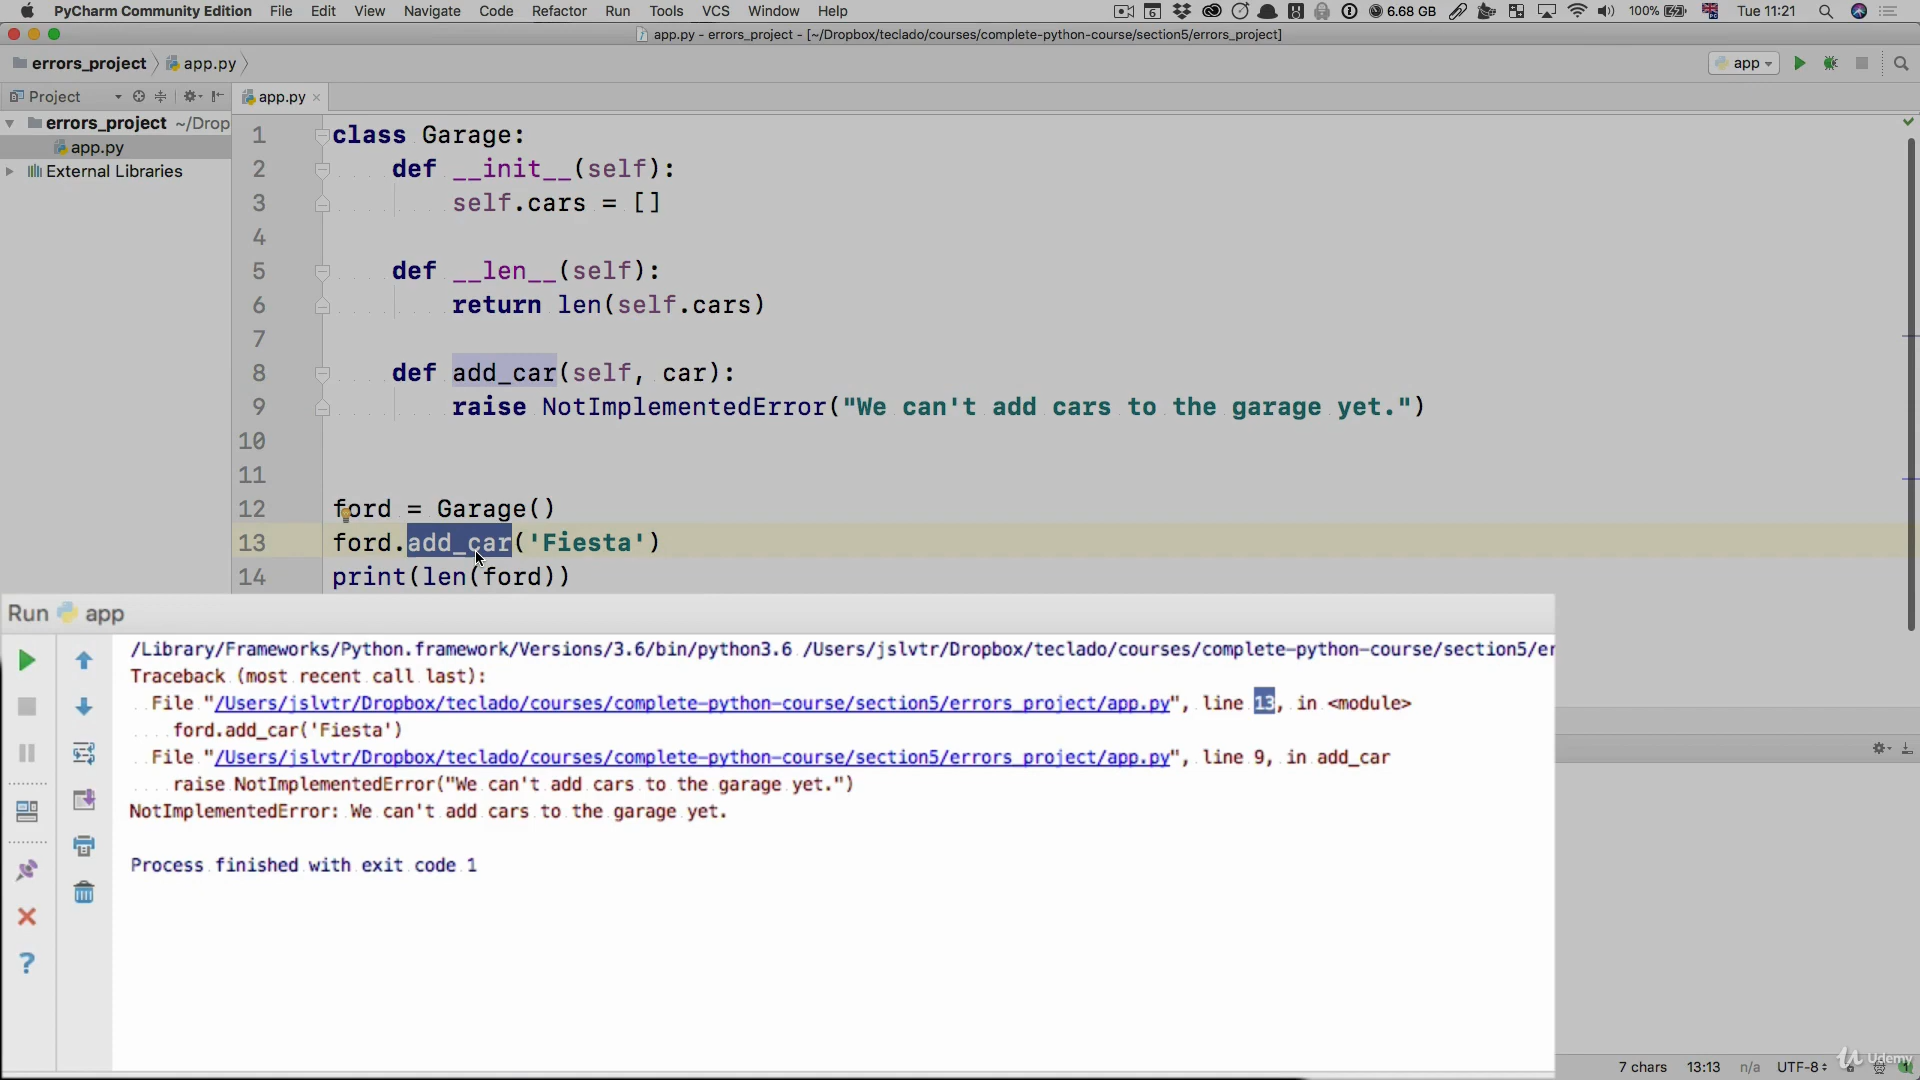 PyCharm Community Edition File Edit View Navigate Code Refactor Run Tools VCS Window Help 6 6.68 GB 100% Tue 11:21
app.py - errors_project - [~/Dropbox/teclado/courses/complete-python-course/section5/errors_project]
errors_project app.py app
Project app.py
errors_project ~/Drop
app.py
External Libraries
1 class Garage:
2 def __init__(self):
3 self.cars = []
4
5 def __len__(self):
6 return len(self.cars)
7
8 def add_car(self, car):
9 raise NotImplementedError("We can't add cars to the garage yet.")
10
11
12 ford = Garage()
13 ford.add_car('Fiesta')
14 print(len(ford))
Run app
/Library/Frameworks/Python.framework/Versions/3.6/bin/python3.6 /Users/jslvtr/Dropbox/teclado/courses/complete-python-course/section5/er
Traceback (most recent call last):
File "/Users/jslvtr/Dropbox/teclado/courses/complete-python-course/section5/errors_project/app.py", line 13, in <module>
ford.add_car('Fiesta')
File "/Users/jslvtr/Dropbox/teclado/courses/complete-python-course/section5/errors_project/app.py", line 9, in add_car
raise NotImplementedError("We can't add cars to the garage yet.")
NotImplementedError: We can't add cars to the garage yet.
Process finished with exit code 1
7 chars 13:13 n/a UTF-8 1
Udemy